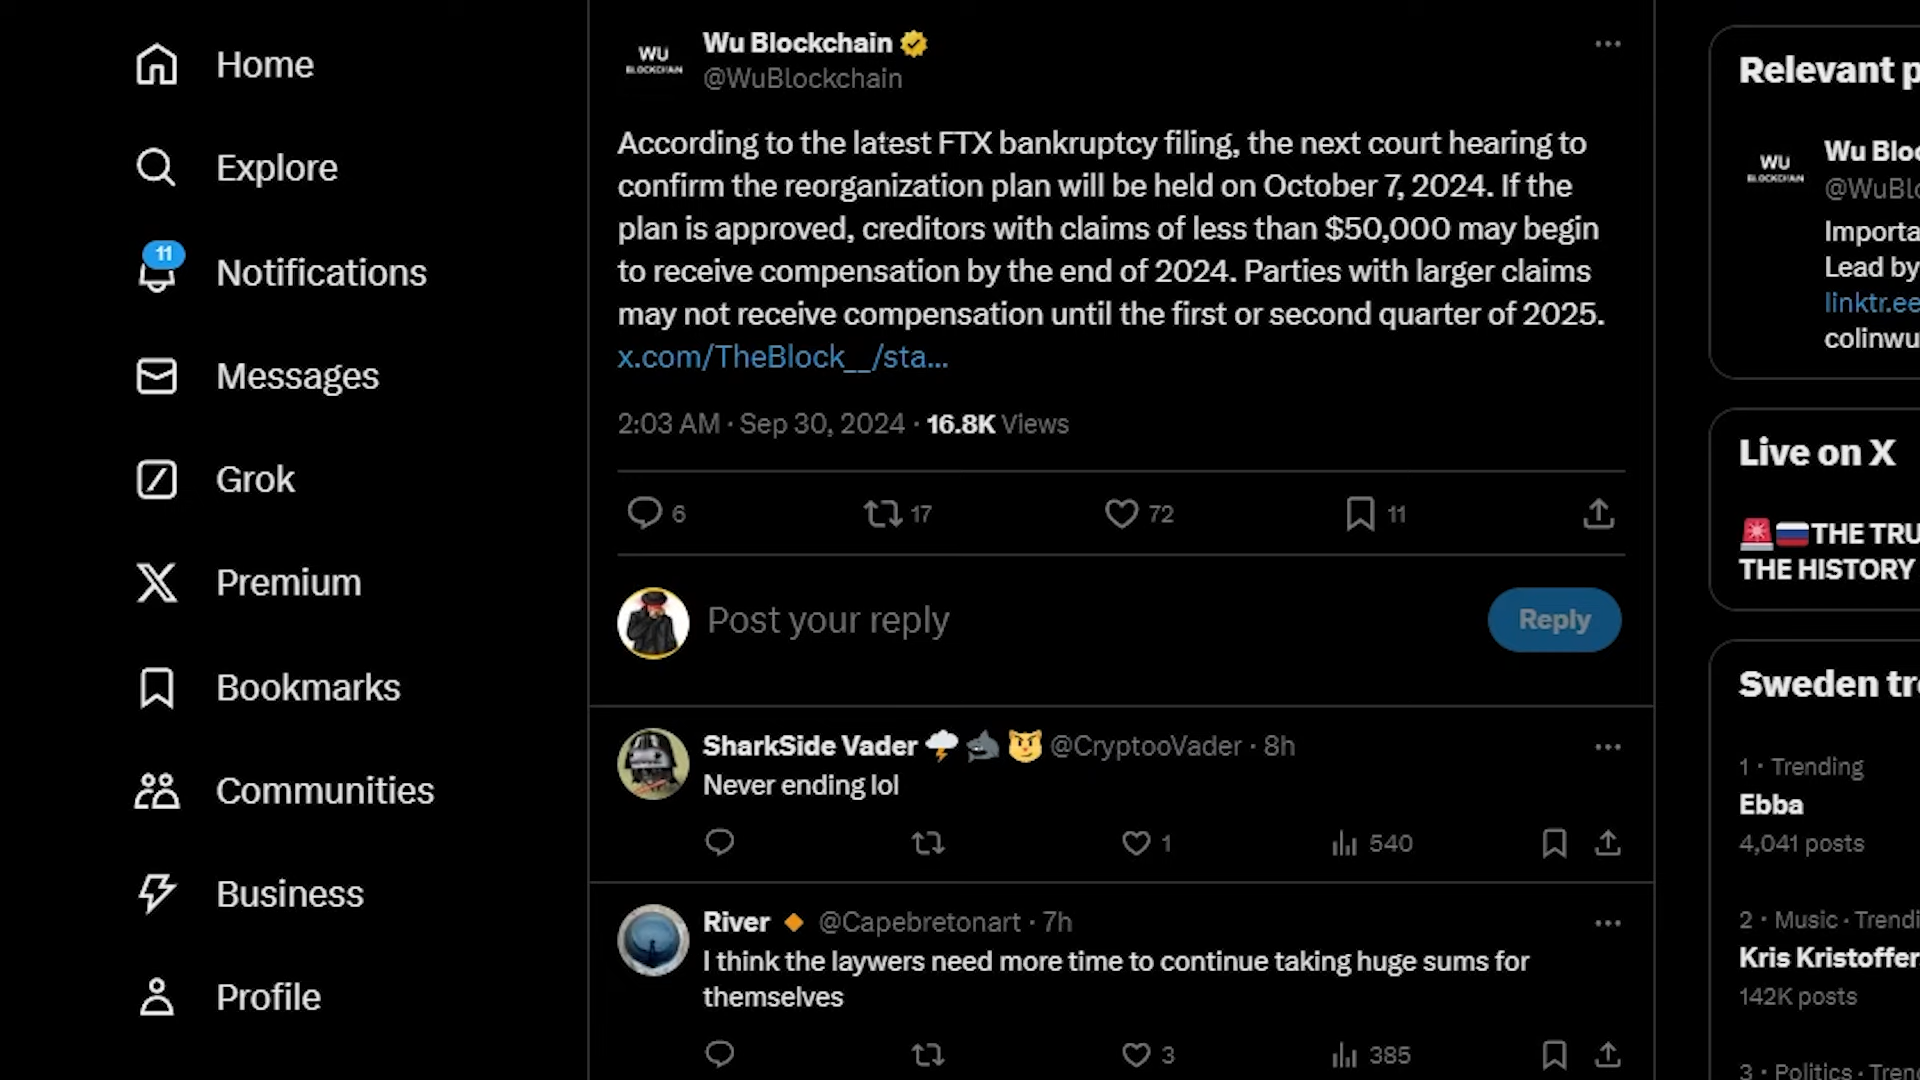 Home
Explore
11
Notifications
Messages
Grok
Premium
Bookmarks
Communities
Business
Profile
WU
BLOCKCHAIN
Wu Blockchain
@WuBlockchain
According to the latest FTX bankruptcy filing, the next court hearing to
confirm the reorganization plan will be held on October 7, 2024. If the
plan is approved, creditors with claims of less than $50,000 may begin
to receive compensation by the end of 2024. Parties with larger claims
may not receive compensation until the first or second quarter of 2025.
x.com/TheBlock__/sta...
2:03 AM · Sep 30, 2024 · 16.8K Views
6 17 72 11
Post your reply
Reply
SharkSide Vader @CryptooVader · 8h
Never ending lol
1 540
River @Capebretonart · 7h
I think the laywers need more time to continue taking huge sums for
themselves
3 385
Relevant p
WU
BLOCKCHAIN
Wu Bloc
@WuBlo
Importa
Lead by
linktr.ee
colinwu
Live on X
THE TRU
THE HISTORY
Sweden tre
1 · Trending
Ebba
4,041 posts
2 · Music · Trendi
Kris Kristoffer
142K posts
3 · Politics · Tren